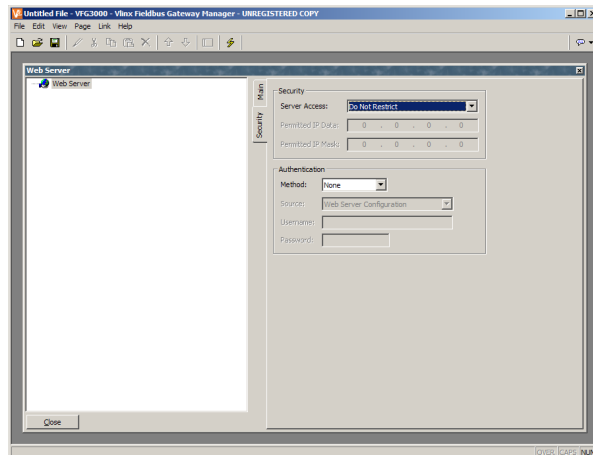 Untitled File - VFG3000 - Vlinx Fieldbus Gateway Manager - UNREGISTERED COPY
File Edit View Page Link Help
Web Server
Web Server
Main
Security
Security
Server Access: Do Not Restrict
Permitted IP Data: 0 . 0 . 0 . 0
Permitted IP Mask: 0 . 0 . 0 . 0
Authentication
Method: None
Source: Web Server Configuration
Username:
Password:
Close
OVER CAPS NUM